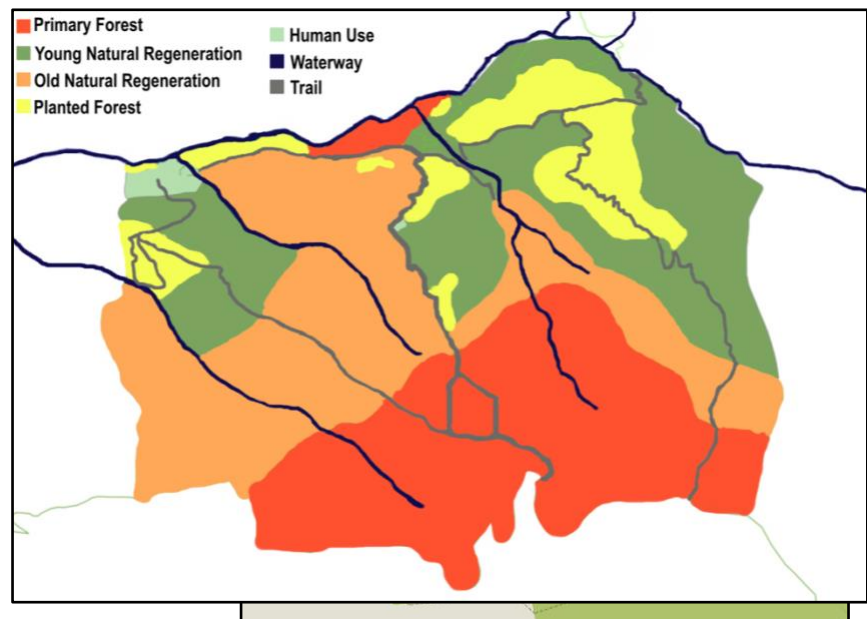 Primary Forest
Young Natural Regeneration
Old Natural Regeneration
Planted Forest
Human Use
Waterway
Trail